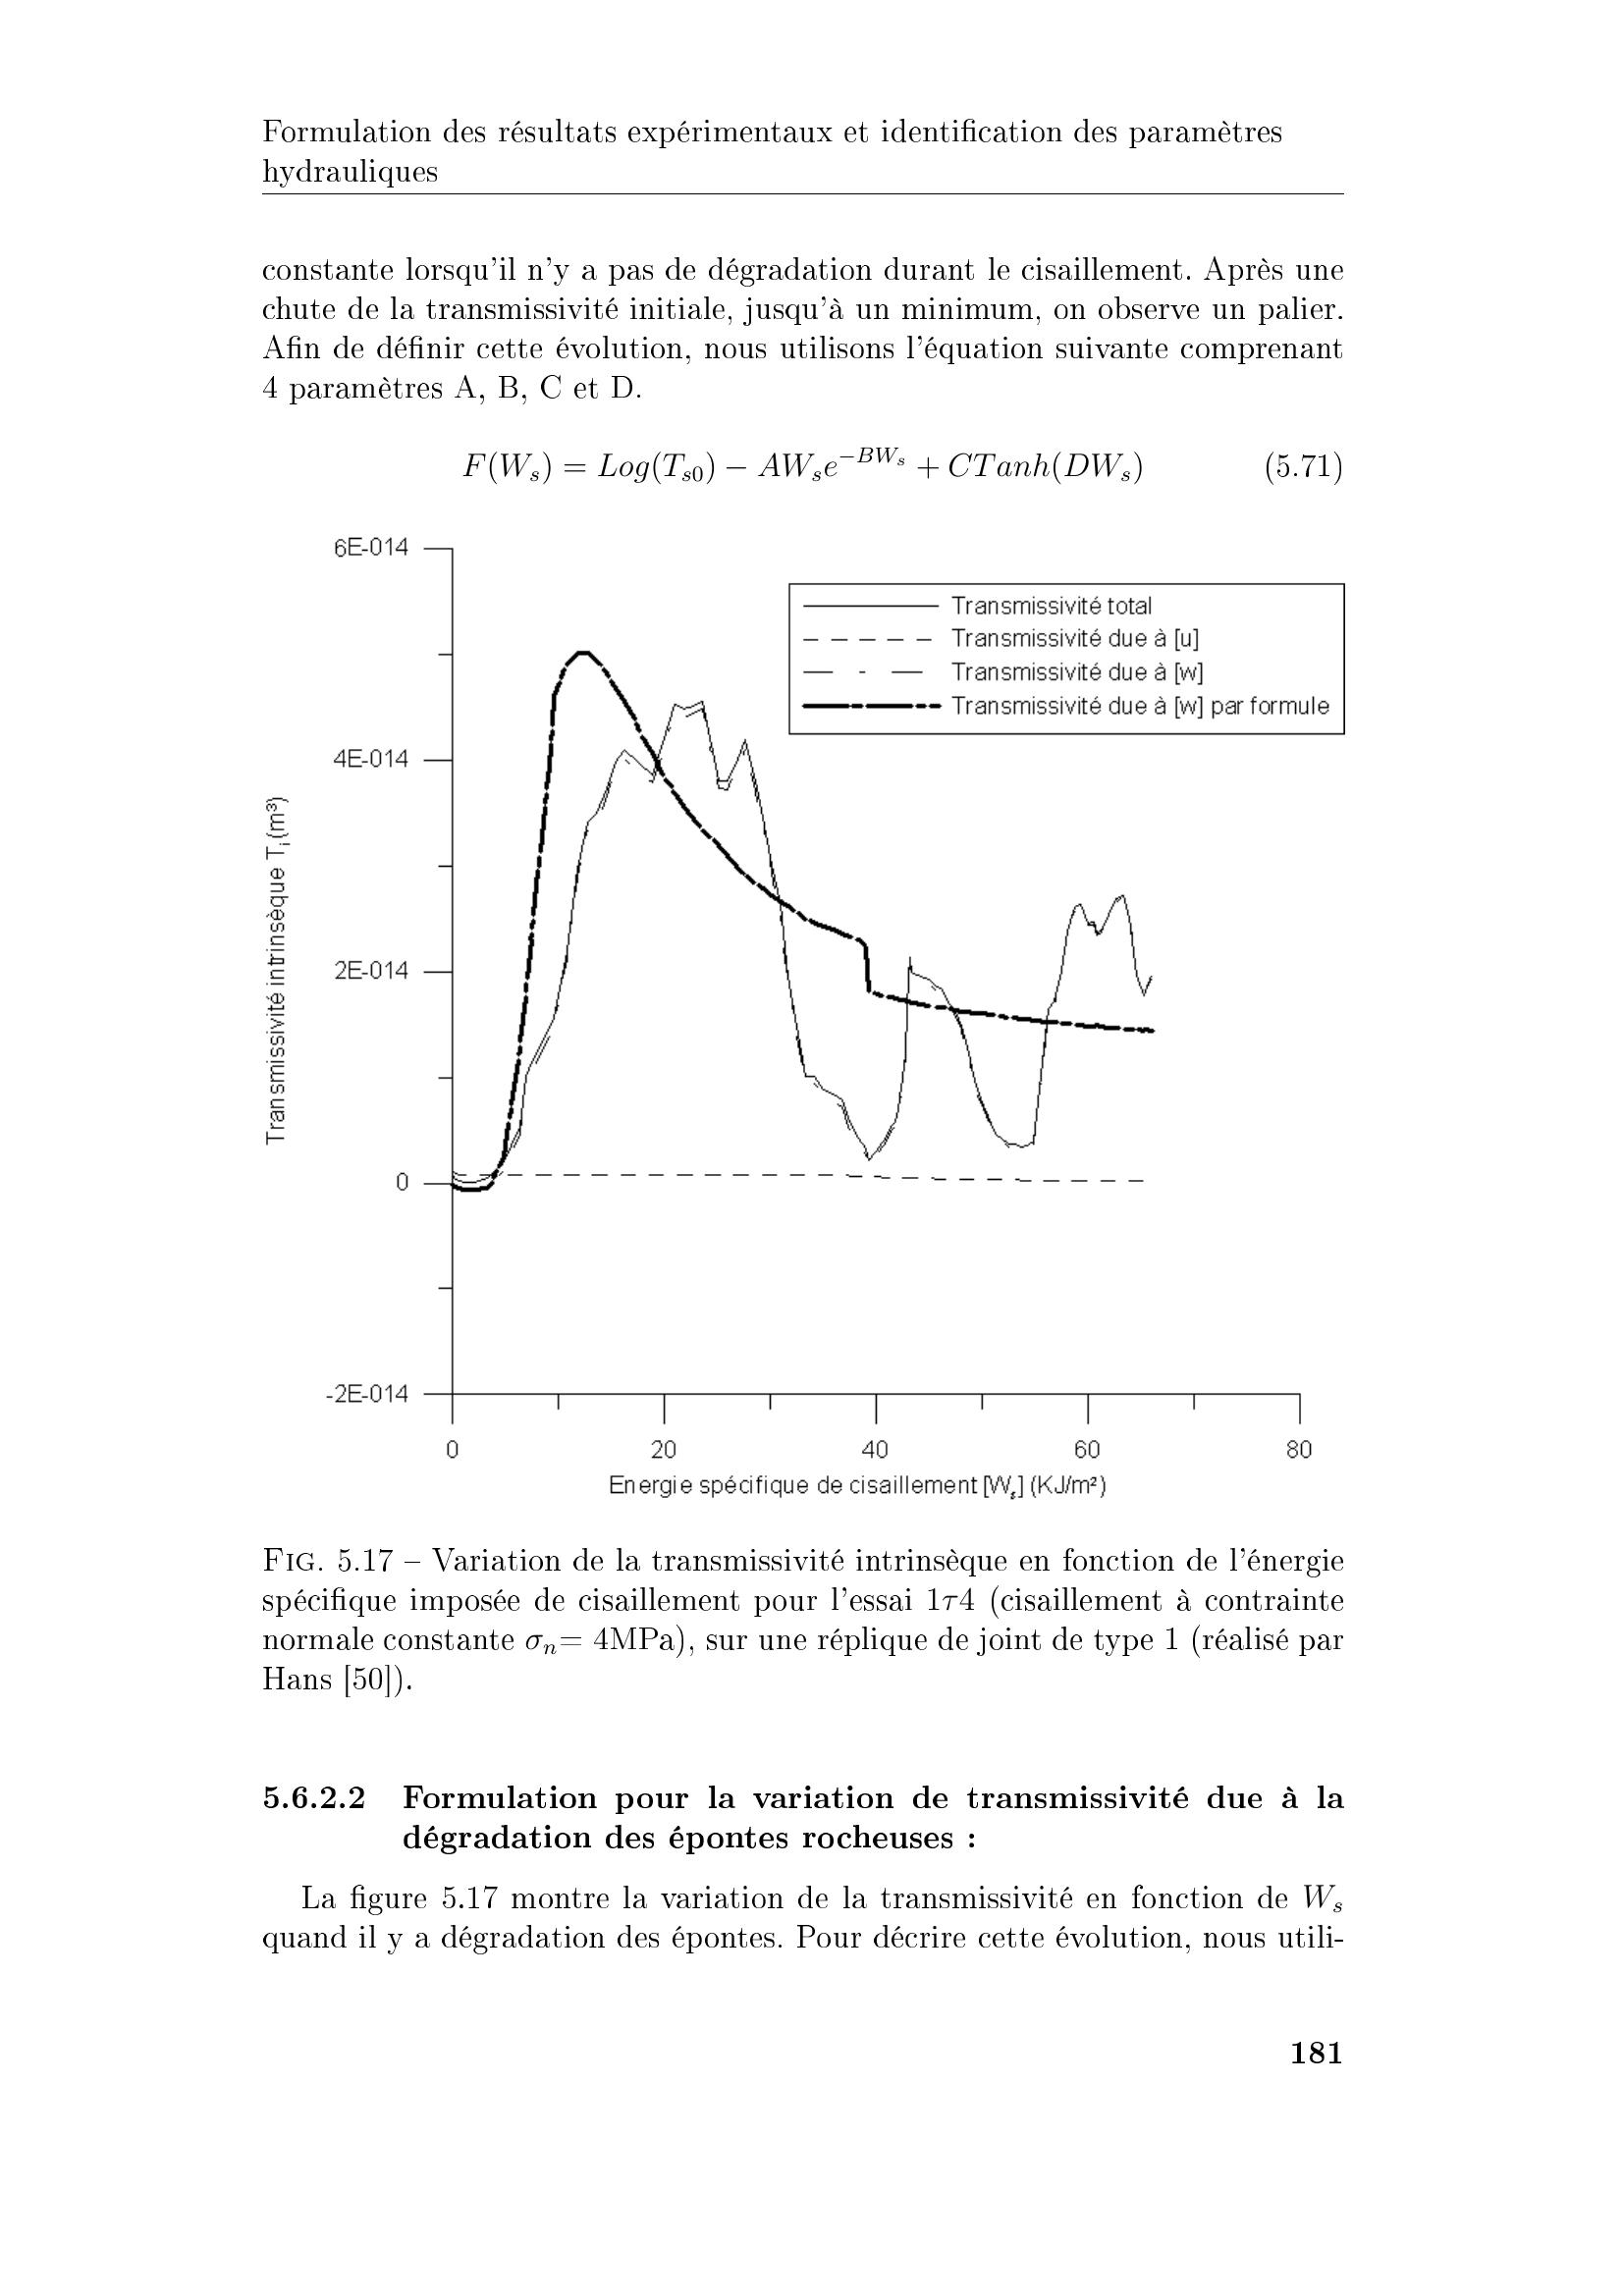 Formulation des résultats expérimentaux et identification des paramètres
hydrauliques
constante lorsqu'il n'y a pas de dégradation durant le cisaillement. Après une
chute de la transmissivité initiale, jusqu'à un minimum, on observe un palier.
Afin de définir cette évolution, nous utilisons l'équation suivante comprenant
4 paramètres A, B, C et D.
F(W_s) = Log(T_{s0}) − AW_s e^{−BW_s} + CTanh(DW_s) (5.71)
6E-014
4E-014
2E-014
0
-2E-014
Transmissivité intrinsèque T_i (m³)
Transmissivité total
Transmissivité due à [u]
Transmissivité due à [w]
Transmissivité due à [w] par formule
0 20 40 60 80
Energie spécifique de cisaillement [W_s] (KJ/m²)
FIG. 5.17 – Variation de la transmissivité intrinsèque en fonction de l'énergie
spécifique imposée de cisaillement pour l'essai 1τ4 (cisaillement à contrainte
normale constante σ_n= 4MPa), sur une réplique de joint de type 1 (réalisé par
Hans [50]).
5.6.2.2 Formulation pour la variation de transmissivité due à la
dégradation des épontes rocheuses :
La figure 5.17 montre la variation de la transmissivité en fonction de W_s
quand il y a dégradation des épontes. Pour décrire cette évolution, nous utili-
181